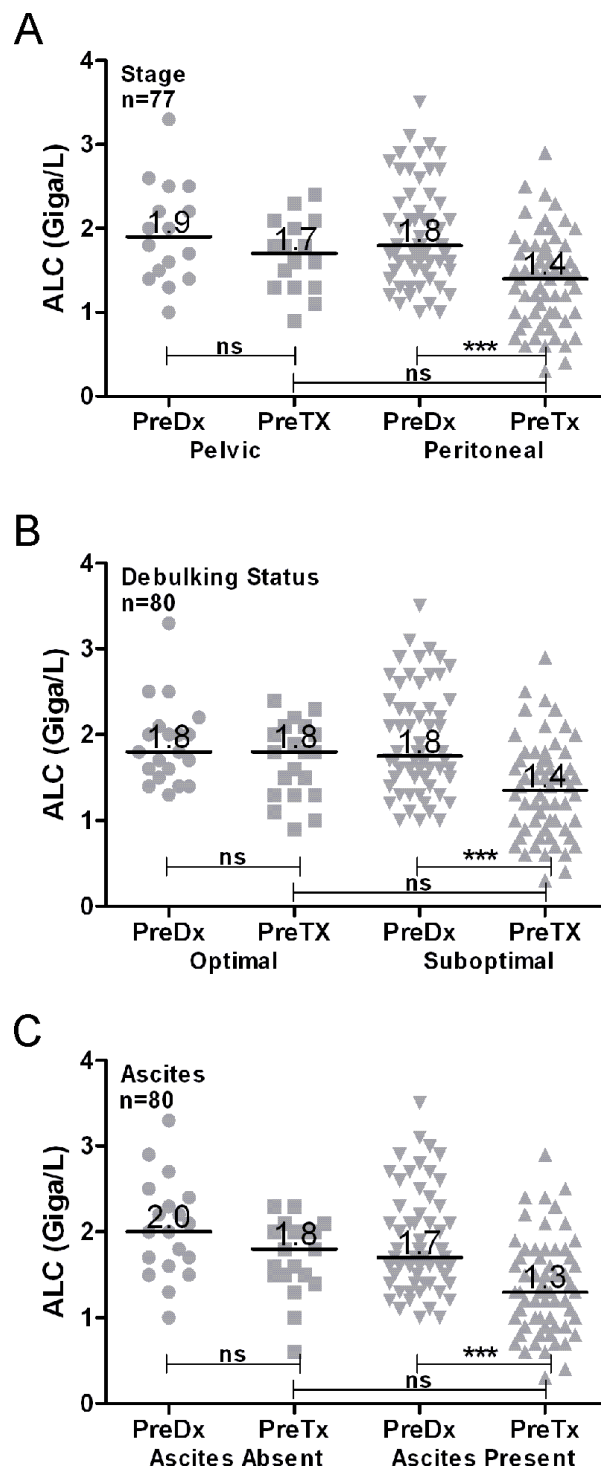 A
4
Stage
n=77
3
ALC (Giga/L)
2
1.9
1.7
1.8
1.4
1
ns
***
ns
0
PreDx PreTX PreDx PreTx
Pelvic Peritoneal
B
4
Debulking Status
n=80
3
ALC (Giga/L)
2
1.8
1.8
1.8
1.4
1
ns
***
ns
0
PreDx PreTX PreDx PreTX
Optimal Suboptimal
C
4
Ascites
n=80
3
ALC (Giga/L)
2
2.0
1.8
1.7
1.3
1
ns
***
ns
0
PreDx PreTx PreDx PreTx
Ascites Absent Ascites Present